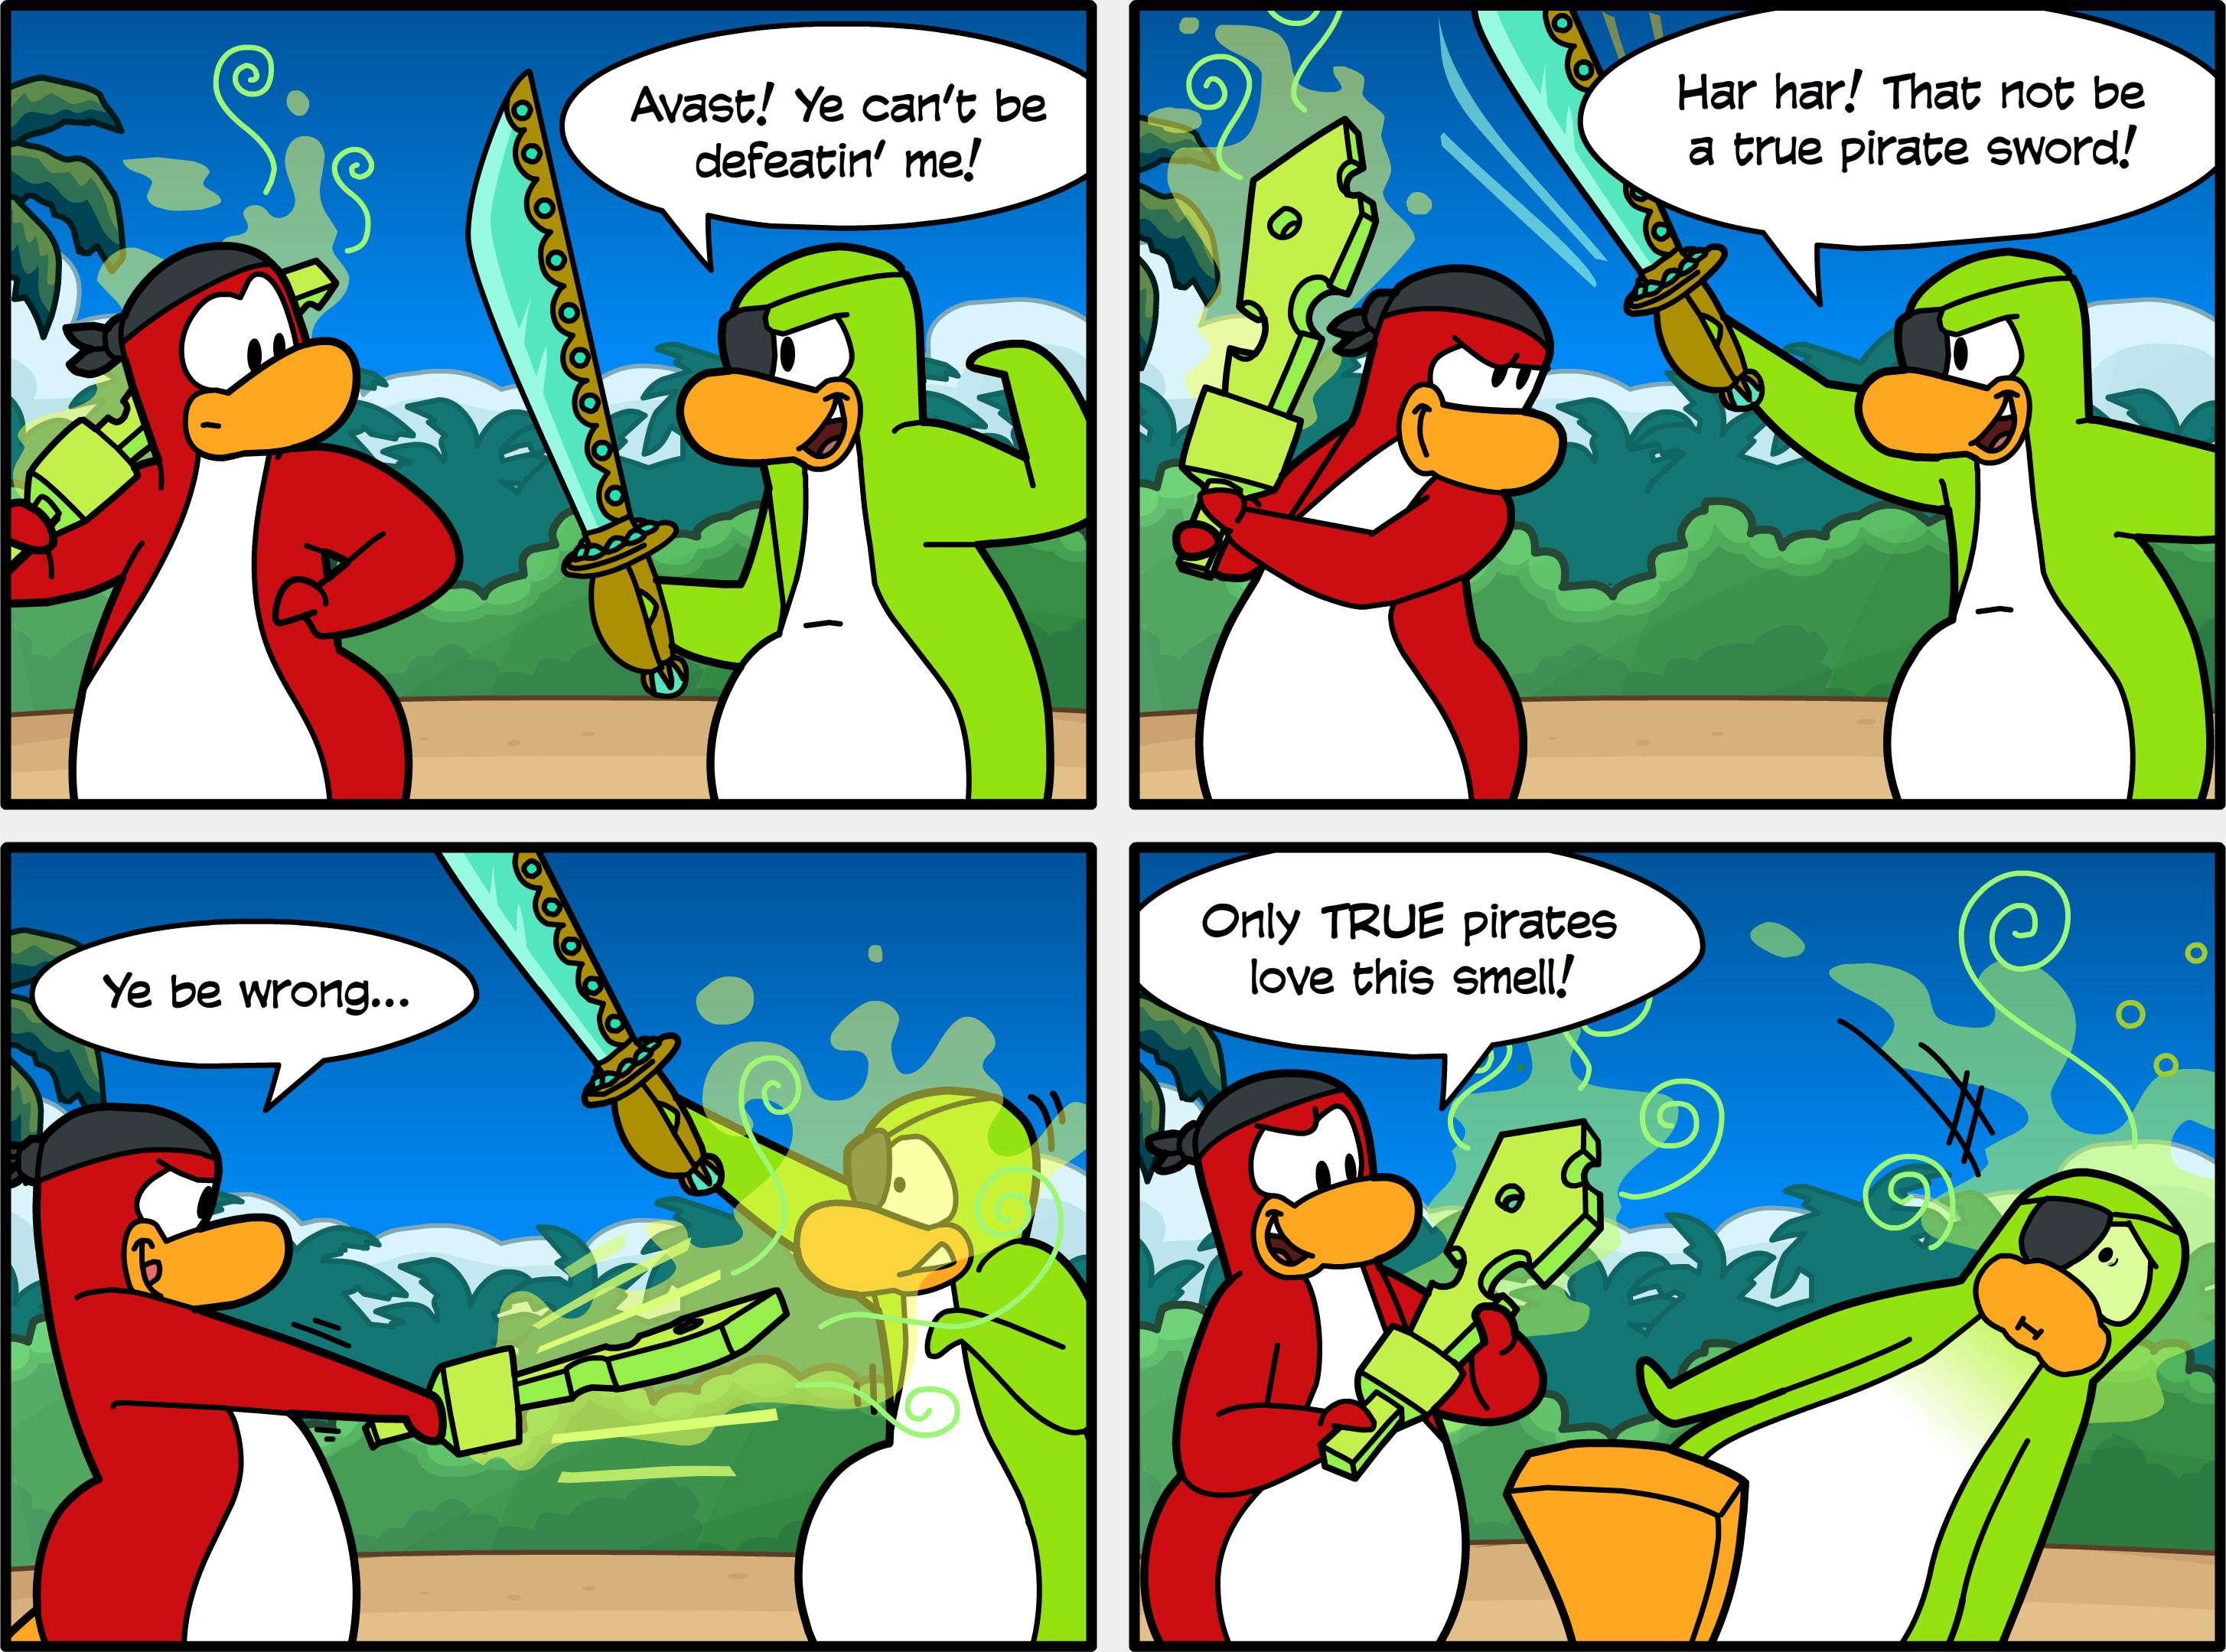 Avast! Ye can't be
defeatin' me!
Har har! That not be
a true pirate sword!
Ye be wrong...
Only TRUE pirates
love this smell!